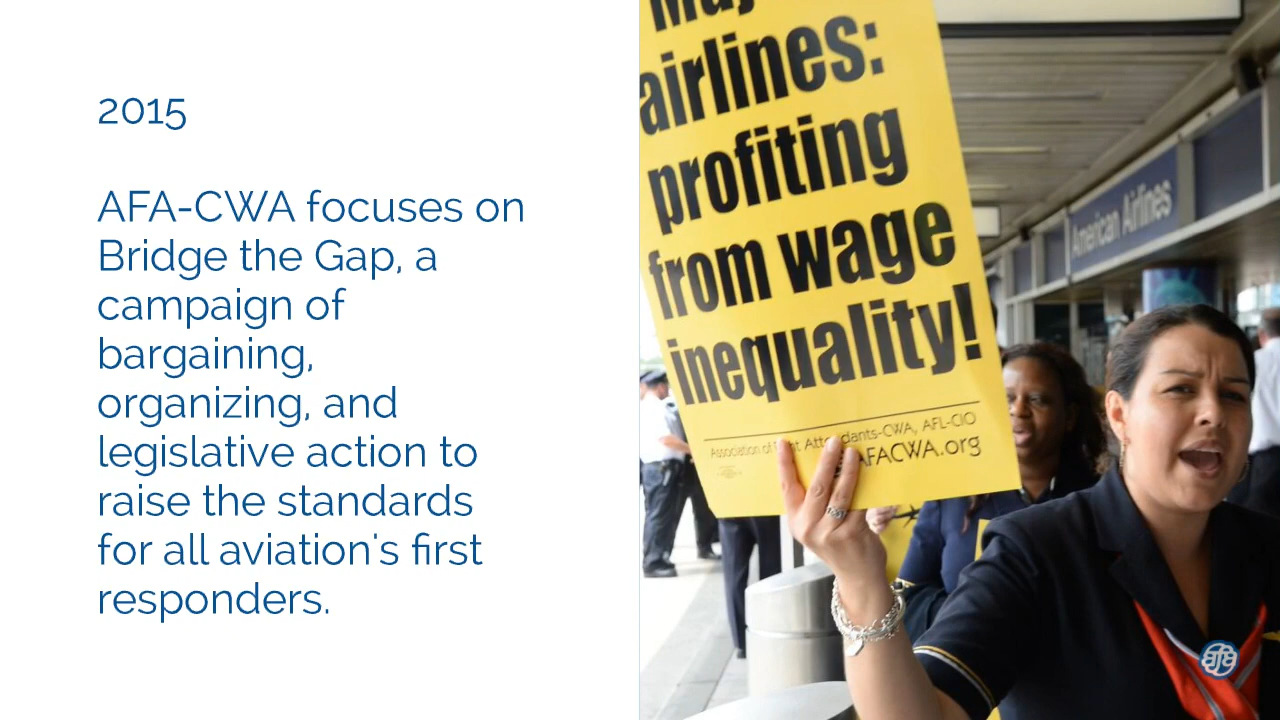 2015
AFA-CWA focuses on
Bridge the Gap, a
campaign of
bargaining,
organizing, and
legislative action to
raise the standards
for all aviation's first
responders.
airlines:
profiting
from wage
inequality!
Association of Attendants-CWA, AFL-CIO
AFACWA.org
American Airlines
afa